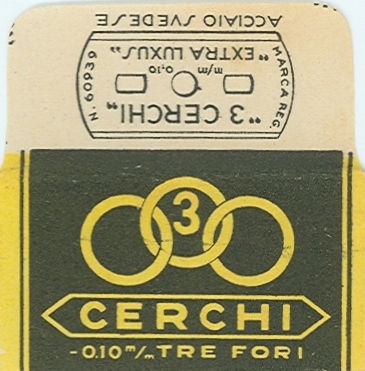 ACCIAIO SVEDESE
"EXTRA LUXUS"
m/m 0,10
"3 CERCHI"
N. 60939
MARCA REG.
3
CERCHI
-0.10 m/m TRE FORI